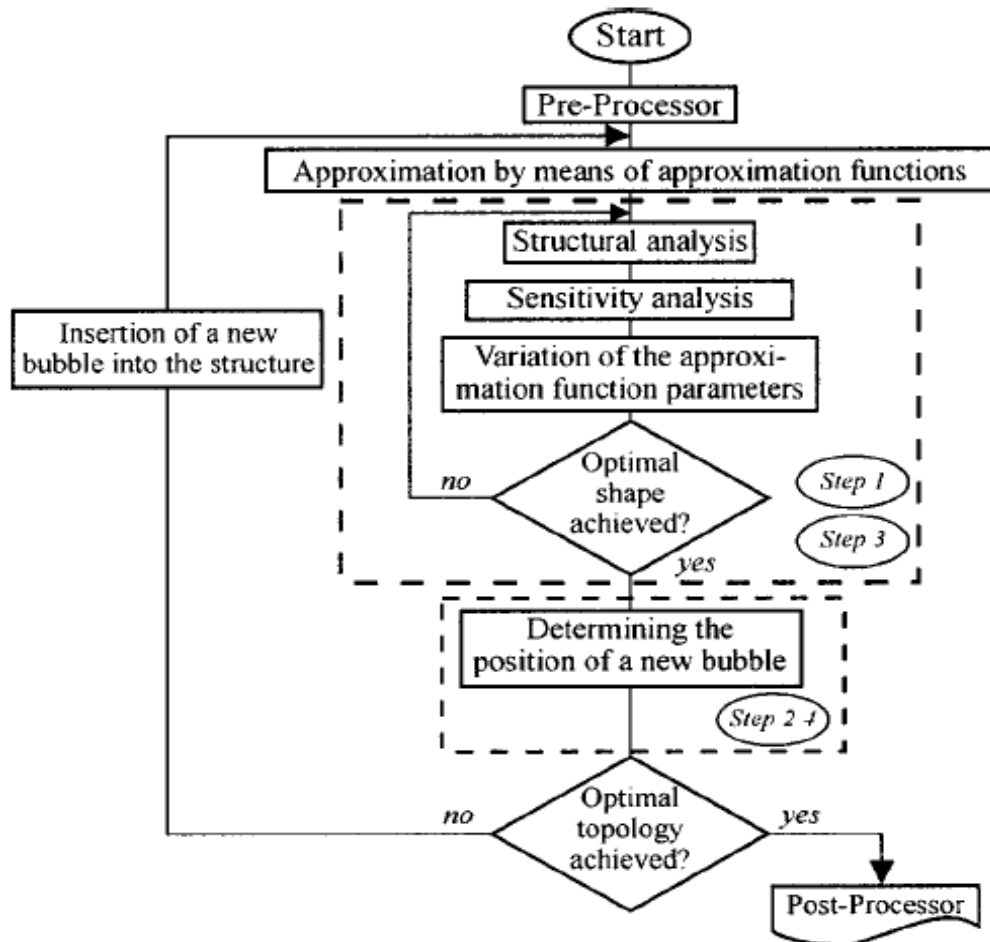 Start
Pre-Processor
Approximation by means of approximation functions
Structural analysis
Sensitivity analysis
Insertion of a new
bubble into the structure
Variation of the approxi-
mation function parameters
Optimal
shape
achieved?
no
Step 1
Step 3
yes
Determining the
position of a new bubble
Step 2 4
Optimal
topology
achieved?
no
yes
Post-Processor